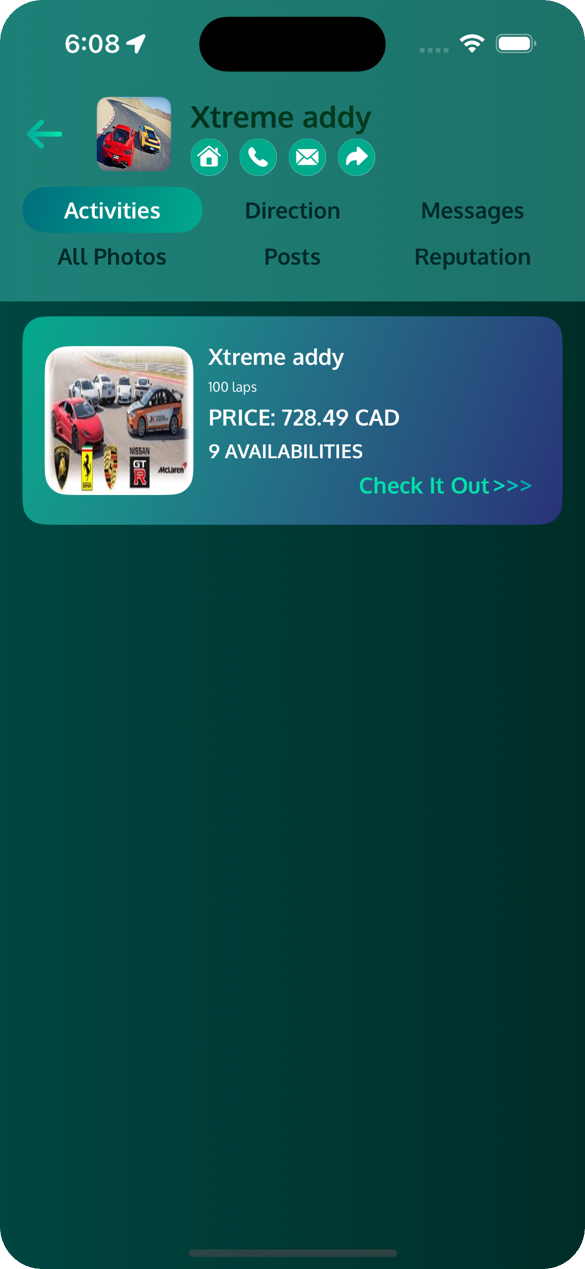 6:08
Xtreme addy
Activities Direction Messages
All Photos Posts Reputation
Xtreme addy
100 laps
PRICE: 728.49 CAD
9 AVAILABILITIES
Check It Out >>>
NISSAN
GT
R
McLaren